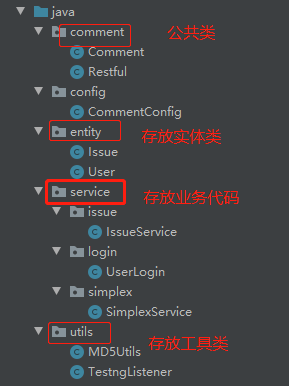 java
comment 公共类
Comment
Restful
config
CommentConfig
entity 存放实体类
Issue
User
service 存放业务代码
issue
IssueService
login
UserLogin
simplex
SimplexService
utils 存放工具类
MD5Utils
TestngListener